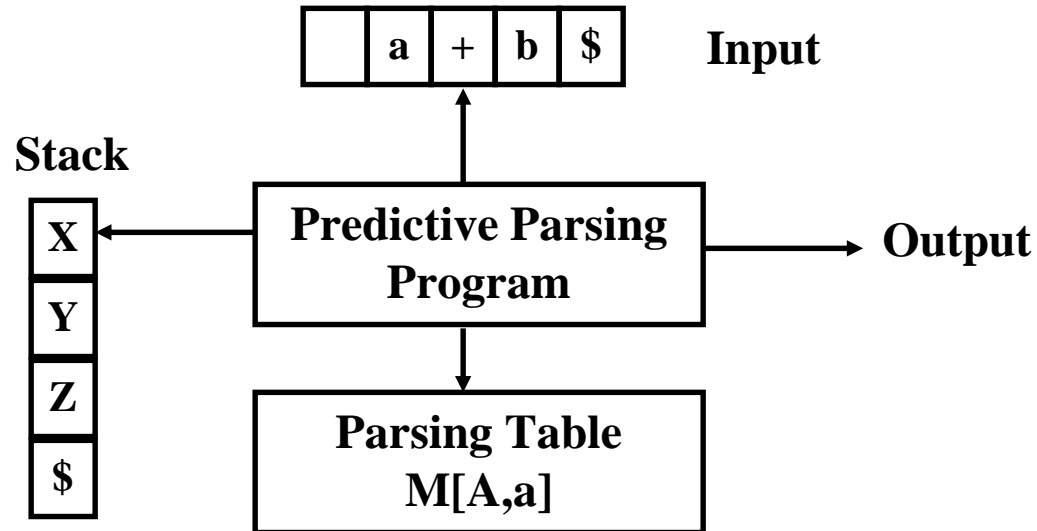 a + b $ Input
Stack
X
Y
Z
$
Predictive Parsing
Program
Output
Parsing Table
M[A,a]